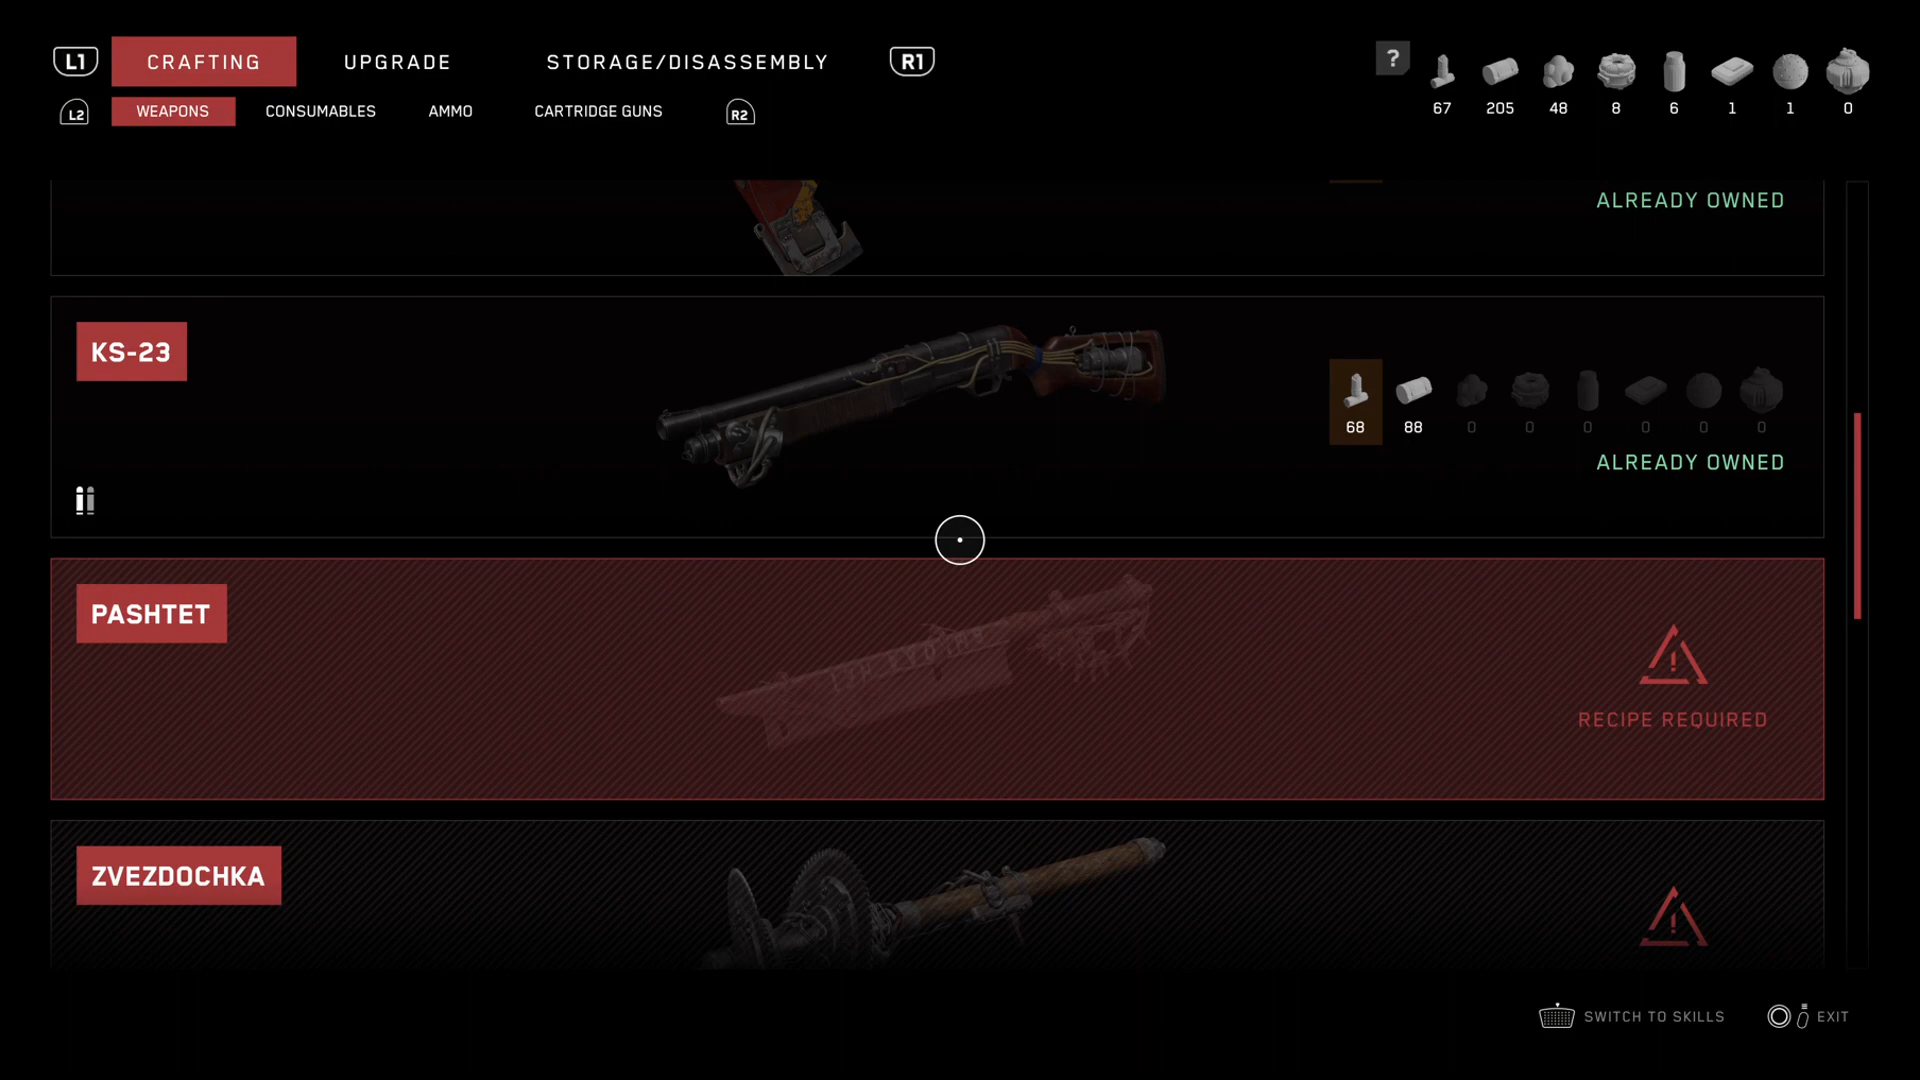 L1 CRAFTING UPGRADE STORAGE/DISASSEMBLY R1 ?
L2 WEAPONS CONSUMABLES AMMO CARTRIDGE GUNS R2
67 205 48 8 6 1 1 0
ALREADY OWNED
KS-23
68 88 0 0 0 0 0 0
ALREADY OWNED
PASHTET
RECIPE REQUIRED
ZVEZDOCHKA
SWITCH TO SKILLS EXIT